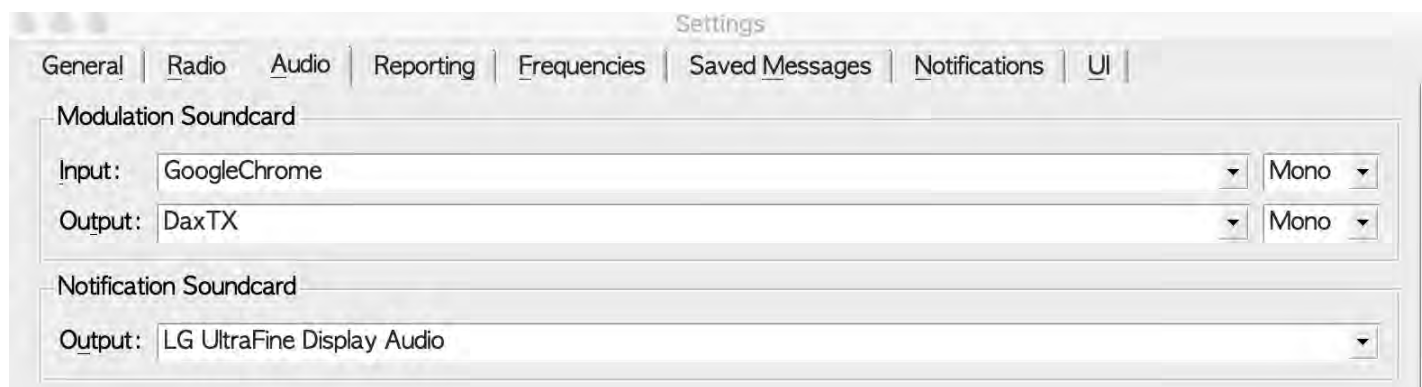 Settings
General Radio Audio Reporting Frequencies Saved Messages Notifications UI
Modulation Soundcard
Input: GoogleChrome Mono
Output: DaxTX Mono
Notification Soundcard
Output: LG UltraFine Display Audio